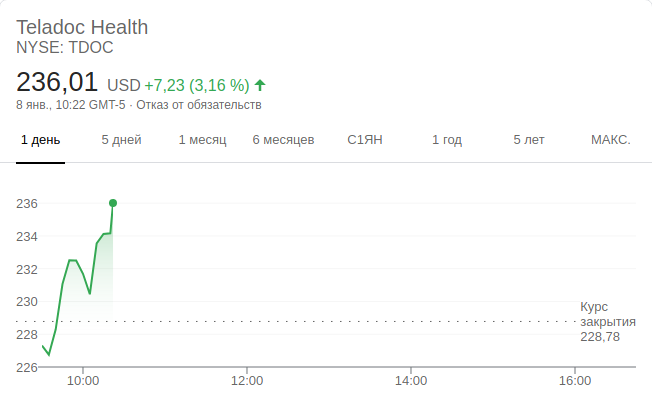 Teladoc Health
NYSE: TDOC
236,01 USD +7,23 (3,16 %)
8 янв., 10:22 GMT-5 · Отказ от обязательств
1 день 5 дней 1 месяц 6 месяцев С1ЯН 1 год 5 лет МАКС.
236
234
232
230
Курс
закрытия
228,78
228
226
10:00 12:00 14:00 16:00